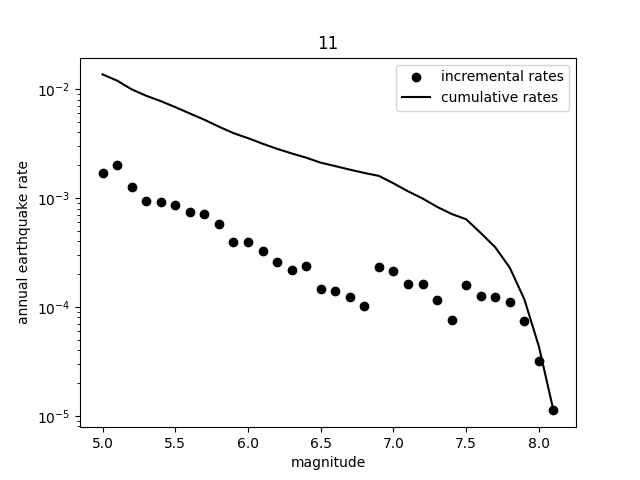 11
incremental rates
cumulative rates
annual earthquake rate
10⁻²
10⁻³
10⁻⁴
10⁻⁵
5.0 5.5 6.0 6.5 7.0 7.5 8.0
magnitude